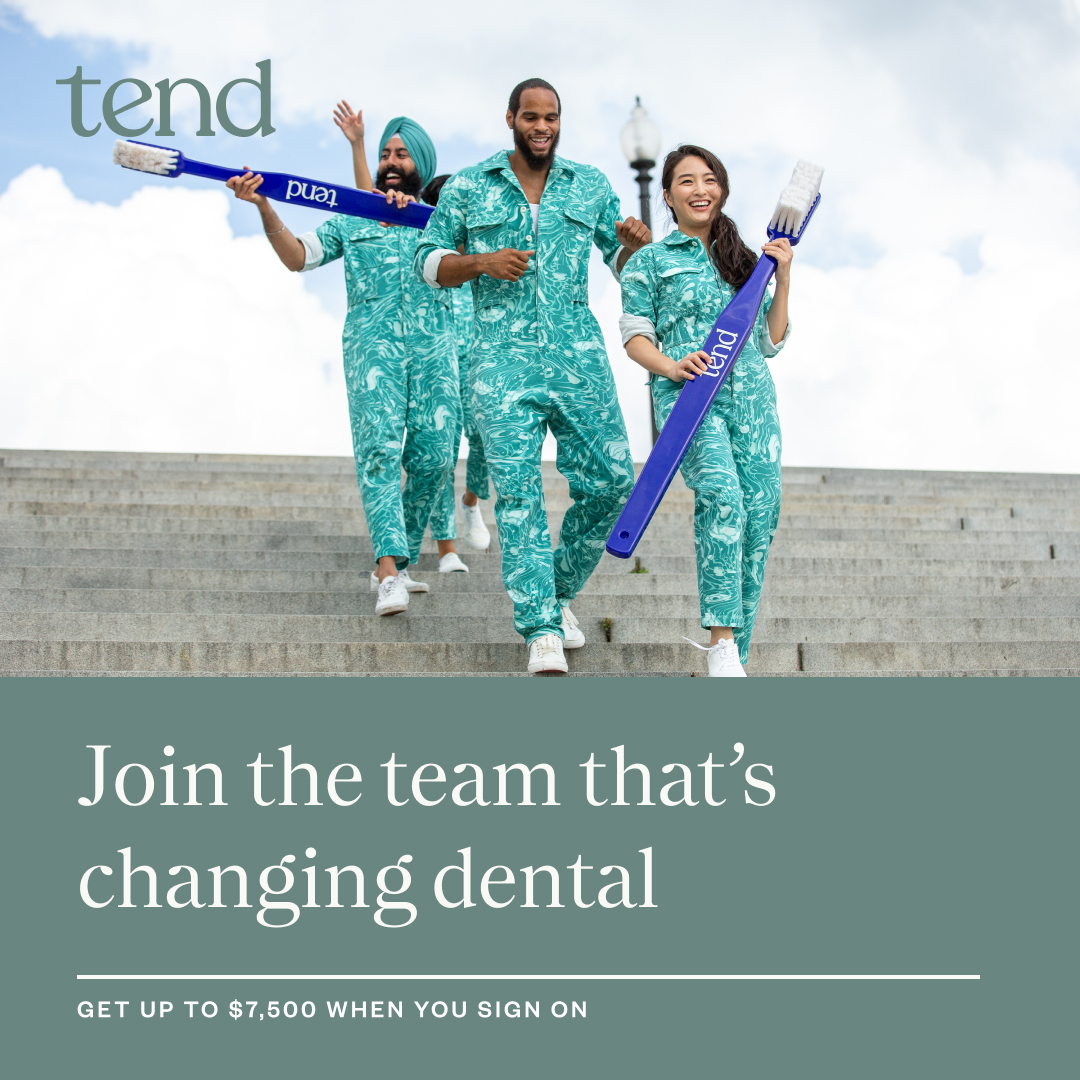 tend
tend
tend
Join the team that’s
changing dental
GET UP TO $7,500 WHEN YOU SIGN ON